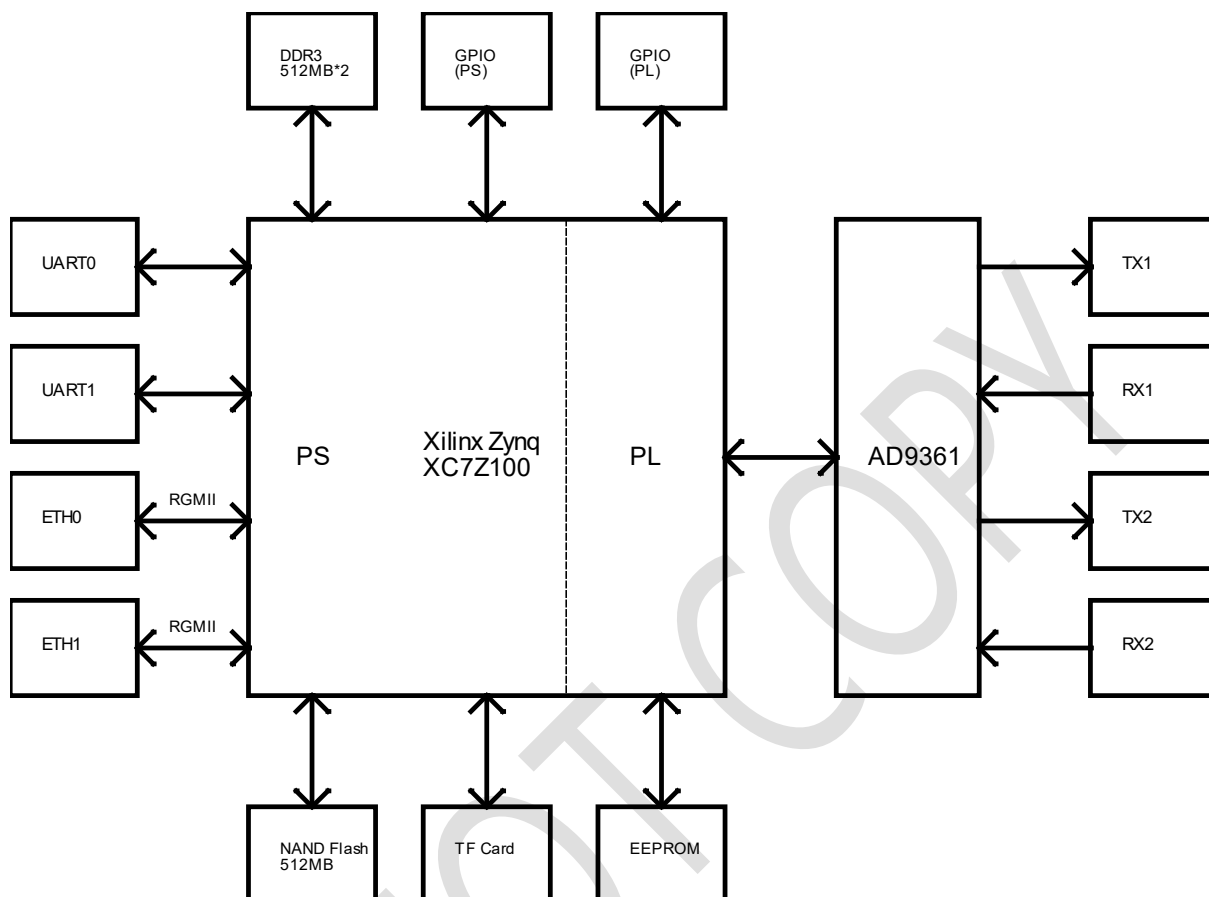 DDR3
512MB*2
GPIO
(PS)
GPIO
(PL)
UART0
UART1
ETH0
ETH1
RGMII
RGMII
PS
Xilinx Zynq
XC7Z100
PL
AD9361
TX1
RX1
TX2
RX2
NAND Flash
512MB
TF Card
EEPROM
OT COPY